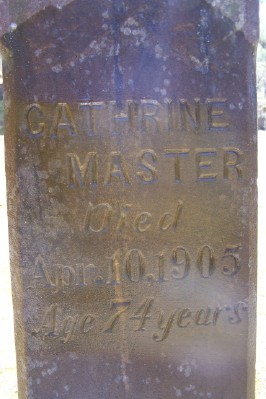 CATHRINE
MASTER
Died
Apr. 10. 1905
Age 74 years